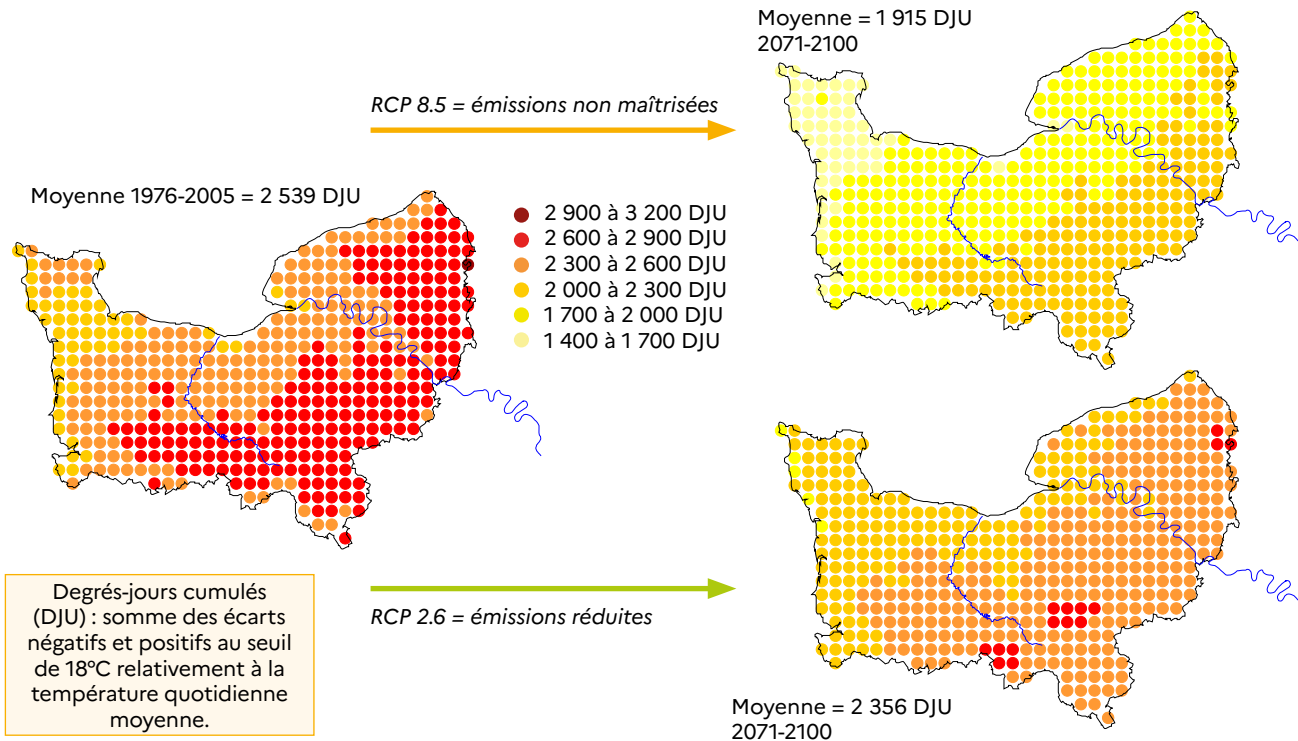 Moyenne = 1 915 DJU
2071-2100
RCP 8.5 = émissions non maîtrisées
Moyenne 1976-2005 = 2 539 DJU
2 900 à 3 200 DJU
2 600 à 2 900 DJU
2 300 à 2 600 DJU
2 000 à 2 300 DJU
1 700 à 2 000 DJU
1 400 à 1 700 DJU
Degrés-jours cumulés
(DJU) : somme des écarts
négatifs et positifs au seuil
de 18°C relativement à la
température quotidienne
moyenne.
RCP 2.6 = émissions réduites
Moyenne = 2 356 DJU
2071-2100